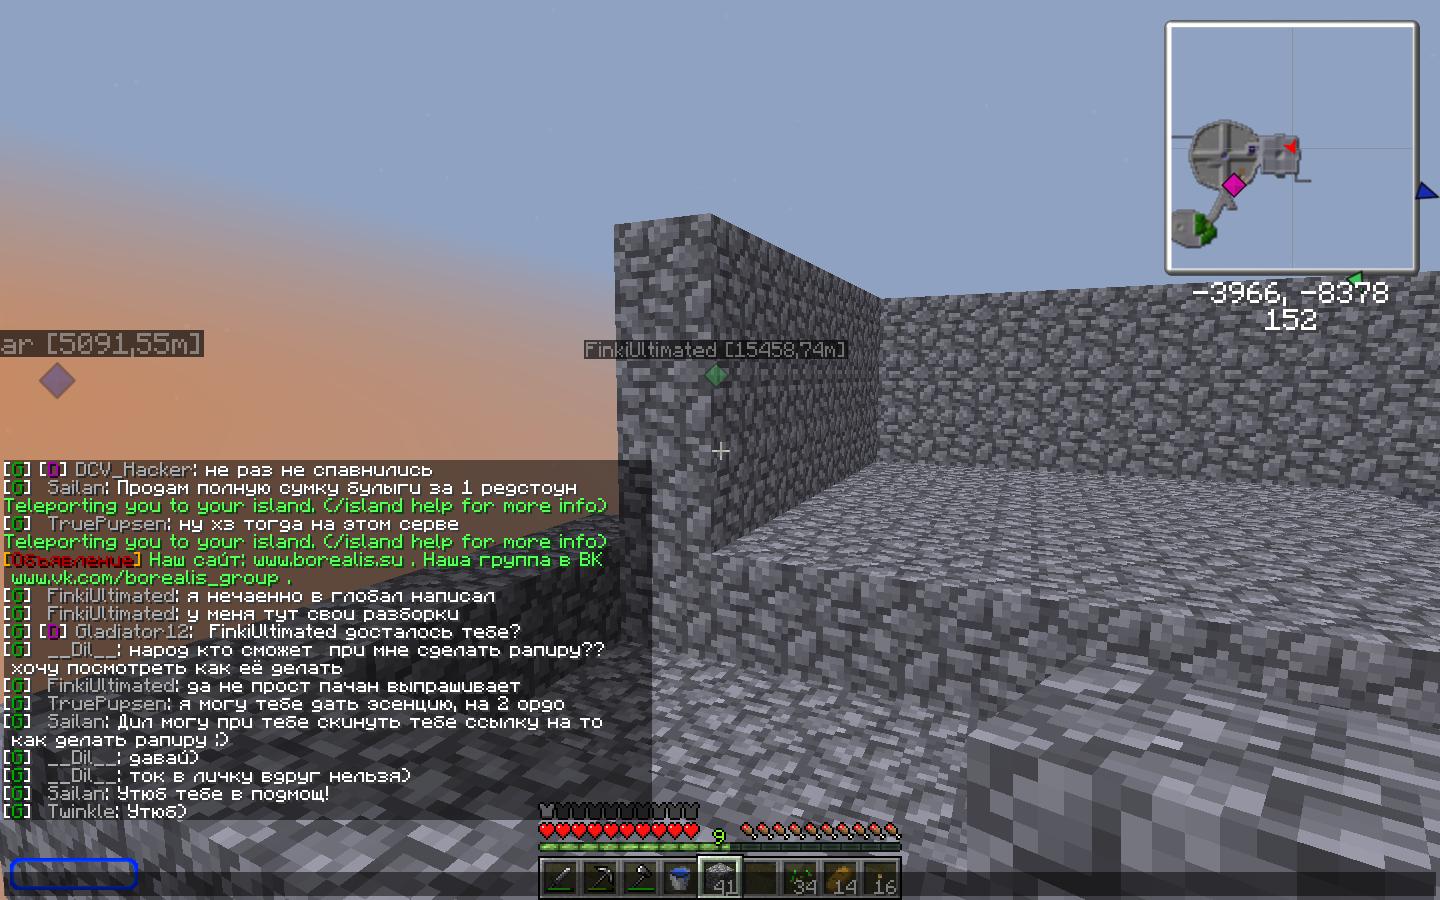 -3966, -8378
152
ar [5091,55m]
FinkiUltimated [15458,74m]
[G] [D] DCV_Hacker: не раз не спавнились
[G] Sailan: Продам полную сумку булыги за 1 редстоун
Teleporting you to your island. (/island help for more info)
[G] TruePupsen: ну хз тогда на этом серве
Teleporting you to your island. (/island help for more info)
[Объявление] Наш сайт: www.borealis.su . Наша группа в ВК
www.vk.com/borealis_group .
[G] FinkiUltimated: я нечаенно в глобал написал
[G] FinkiUltimated: у меня тут свои разборки
[G] [D] Gladiator12: FinkiUltimated досталось тебе?
[G] __Dil__: народ кто сможет при мне сделать рапиру??
хочу посмотреть как её делать
[G] FinkiUltimated: да не прост пачан выпрашивает
[G] TruePupsen: я могу тебе дать эсенцию, на 2 ордо
[G] Sailan: Дил могу при тебе скинуть тебе ссылку на то
как делать рапиру :)
[G] __Dil__: давай)
[G] __Dil__: ток в личку вдруг нельзя)
[G] Sailan: Утюб тебе в подмощ!
[G] Twinkle: Утюб)
9
41 34 14 16